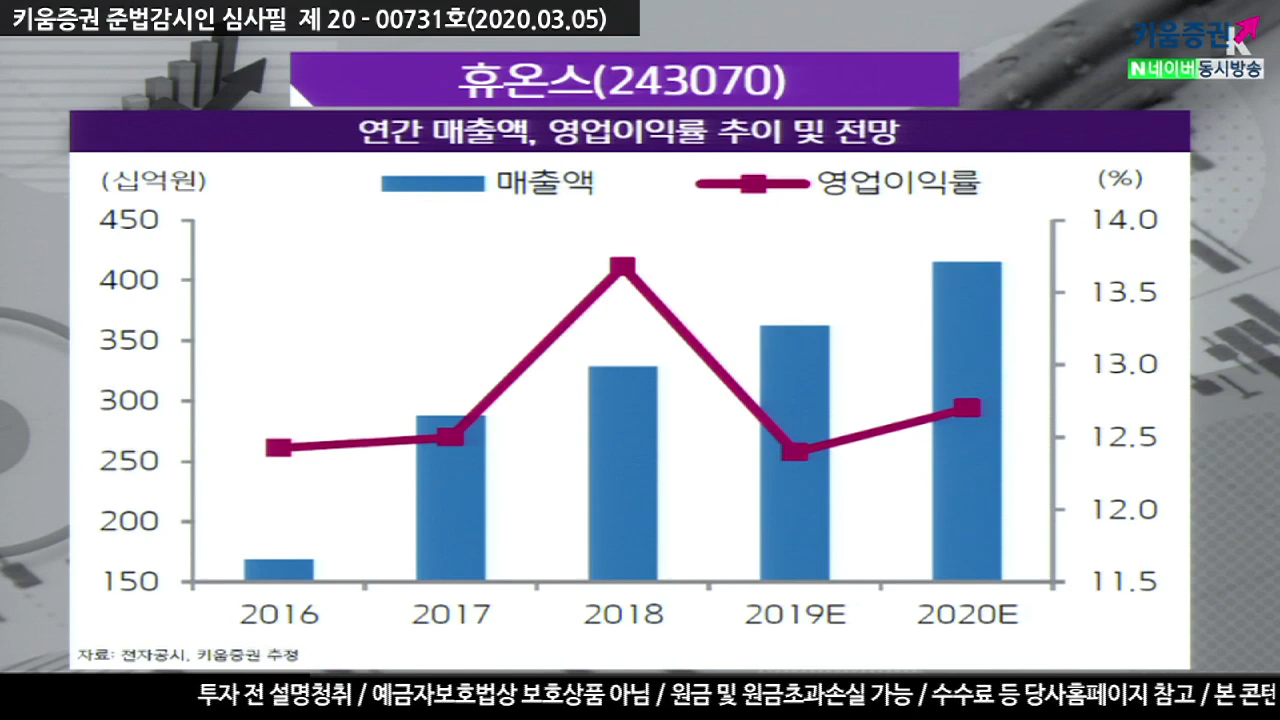 키움증권 준법감시인 심사필 제 20 - 00731호(2020.03.05)
키움증권
N 네이버 동시방송
휴온스(243070)
연간 매출액, 영업이익률 추이 및 전망
(십억원) 매출액 영업이익률 (%)
450 14.0
400 13.5
350 13.0
300 12.5
250 12.0
200 11.5
150
2016 2017 2018 2019E 2020E
자료: 전자공시, 키움증권 추정
투자 전 설명청취 / 예금자보호법상 보호상품 아님 / 원금 및 원금초과손실 가능 / 수수료 등 당사홈페이지 참고 / 본 콘텐